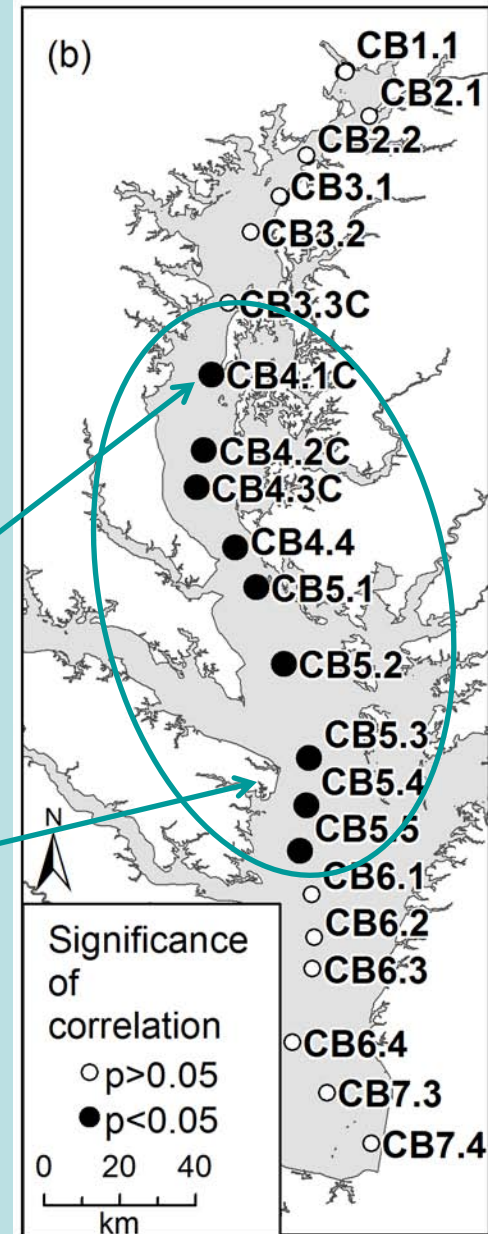 (b)
CB1.1
CB2.1
CB2.2
CB3.1
CB3.2
CB3.3C
CB4.1C
CB4.2C
CB4.3C
CB4.4
CB5.1
CB5.2
CB5.3
CB5.4
CB5.5
CB6.1
CB6.2
CB6.3
CB6.4
CB7.3
CB7.4
N
Significance
of
correlation
p>0.05
p<0.05
0 20 40
km